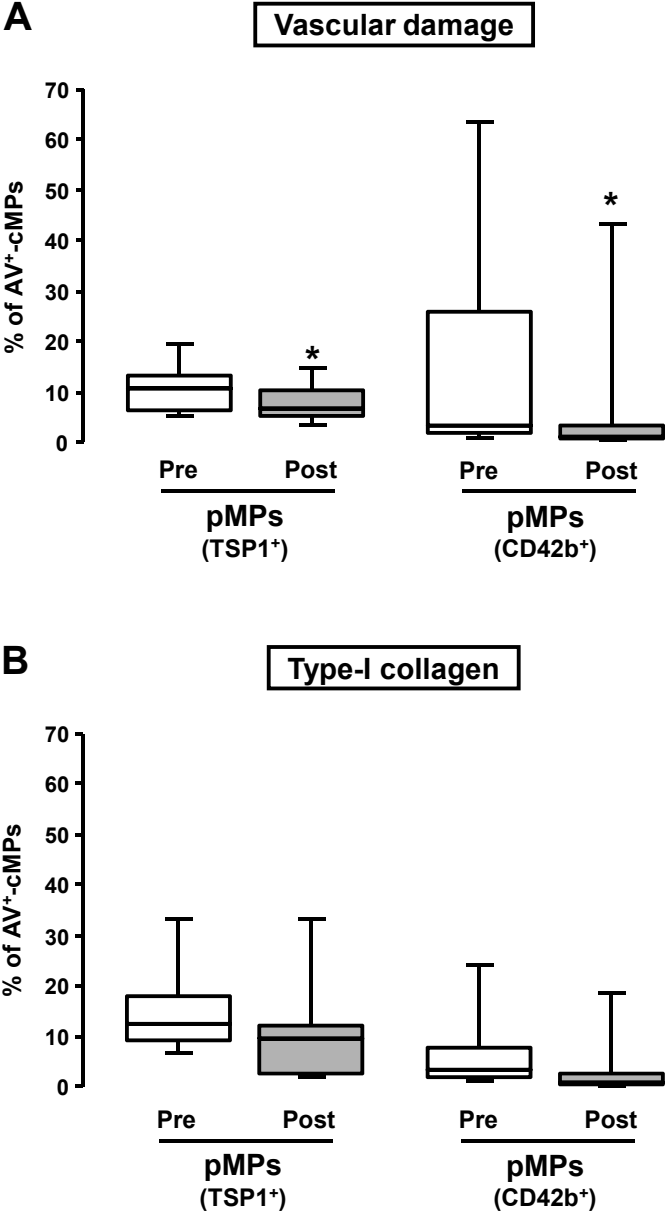 A
Vascular damage
% of AV⁺-cMPs
70
60
50
40
30
20
10
0
*
*
Pre
Post
Pre
Post
pMPs
(TSP1⁺)
pMPs
(CD42b⁺)
B
Type-I collagen
% of AV⁺-cMPs
70
60
50
40
30
20
10
0
Pre
Post
Pre
Post
pMPs
(TSP1⁺)
pMPs
(CD42b⁺)